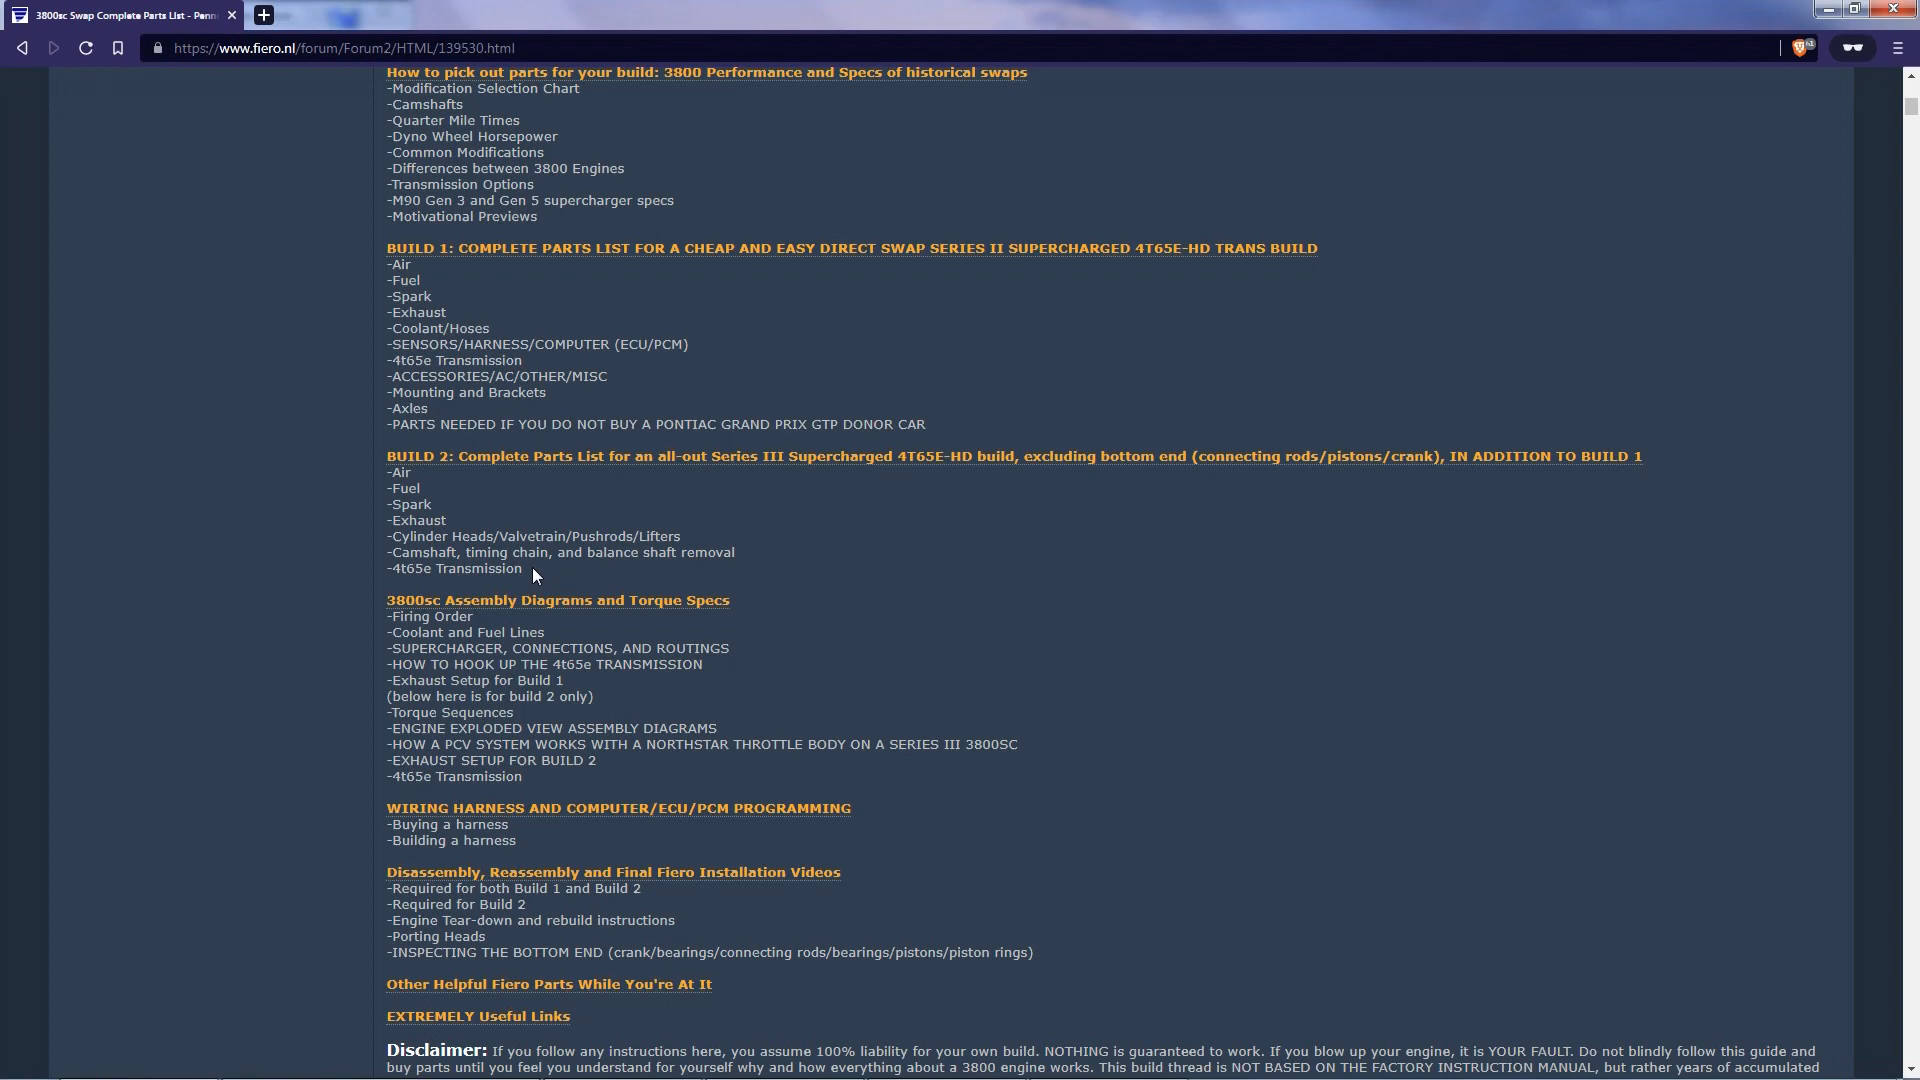 3800sc Swap Complete Parts List - Penn
https://www.fiero.nl/forum/Forum2/HTML/139530.html
How to pick out parts for your build: 3800 Performance and Specs of historical swaps
-Modification Selection Chart
-Camshafts
-Quarter Mile Times
-Dyno Wheel Horsepower
-Common Modifications
-Differences between 3800 Engines
-Transmission Options
-M90 Gen 3 and Gen 5 supercharger specs
-Motivational Previews
BUILD 1: COMPLETE PARTS LIST FOR A CHEAP AND EASY DIRECT SWAP SERIES II SUPERCHARGED 4T65E-HD TRANS BUILD
-Air
-Fuel
-Spark
-Exhaust
-Coolant/Hoses
-SENSORS/HARNESS/COMPUTER (ECU/PCM)
-4t65e Transmission
-ACCESSORIES/AC/OTHER/MISC
-Mounting and Brackets
-Axles
-PARTS NEEDED IF YOU DO NOT BUY A PONTIAC GRAND PRIX GTP DONOR CAR
BUILD 2: Complete Parts List for an all-out Series III Supercharged 4T65E-HD build, excluding bottom end (connecting rods/pistons/crank), IN ADDITION TO BUILD 1
-Air
-Fuel
-Spark
-Exhaust
-Cylinder Heads/Valvetrain/Pushrods/Lifters
-Camshaft, timing chain, and balance shaft removal
-4t65e Transmission
3800sc Assembly Diagrams and Torque Specs
-Firing Order
-Coolant and Fuel Lines
-SUPERCHARGER, CONNECTIONS, AND ROUTINGS
-HOW TO HOOK UP THE 4t65e TRANSMISSION
-Exhaust Setup for Build 1
(below here is for build 2 only)
-Torque Sequences
-ENGINE EXPLODED VIEW ASSEMBLY DIAGRAMS
-HOW A PCV SYSTEM WORKS WITH A NORTHSTAR THROTTLE BODY ON A SERIES III 3800SC
-EXHAUST SETUP FOR BUILD 2
-4t65e Transmission
WIRING HARNESS AND COMPUTER/ECU/PCM PROGRAMMING
-Buying a harness
-Building a harness
Disassembly, Reassembly and Final Fiero Installation Videos
-Required for both Build 1 and Build 2
-Required for Build 2
-Engine Tear-down and rebuild instructions
-Porting Heads
-INSPECTING THE BOTTOM END (crank/bearings/connecting rods/bearings/pistons/piston rings)
Other Helpful Fiero Parts While You're At It
EXTREMELY Useful Links
Disclaimer: If you follow any instructions here, you assume 100% liability for your own build. NOTHING is guaranteed to work. If you blow up your engine, it is YOUR FAULT. Do not blindly follow this guide and
buy parts until you feel you understand for yourself why and how everything about a 3800 engine works. This build thread is NOT BASED ON THE FACTORY INSTRUCTION MANUAL, but rather years of accumulated